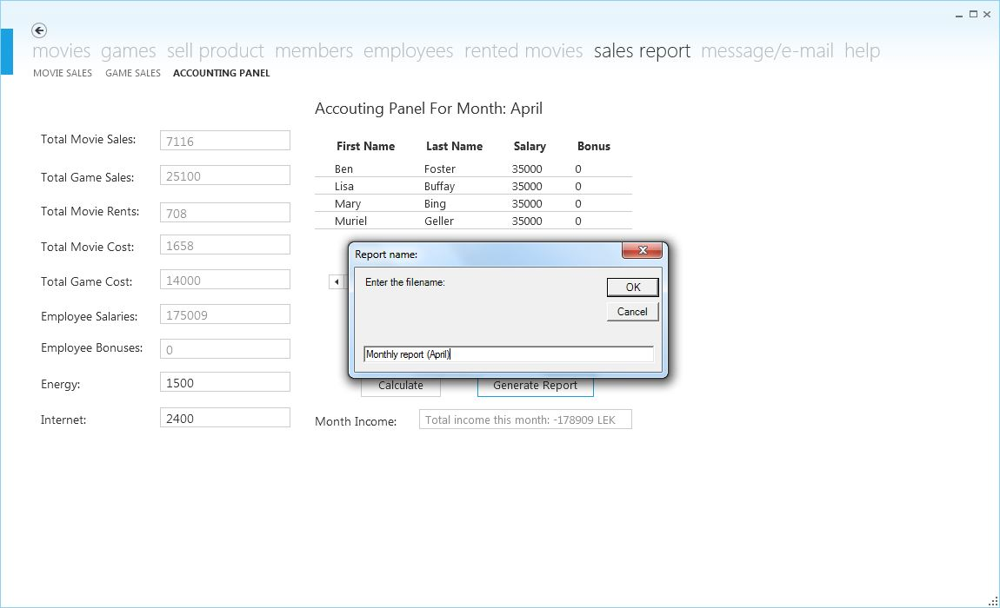 movies games sell product members employees rented movies sales report message/e-mail help
MOVIE SALES GAME SALES ACCOUNTING PANEL
Accouting Panel For Month: April
Total Movie Sales: 7116
Total Game Sales: 25100
Total Movie Rents: 708
Total Movie Cost: 1658
Total Game Cost: 14000
Employee Salaries: 175009
Employee Bonuses: 0
Energy: 1500
Internet: 2400
First Name Last Name Salary Bonus
Ben Foster 35000 0
Lisa Buffay 35000 0
Mary Bing 35000 0
Muriel Geller 35000 0
Report name:
Enter the filename:
OK
Cancel
Monthly report (April)
Calculate Generate Report
Month Income: Total income this month: -178909 LEK